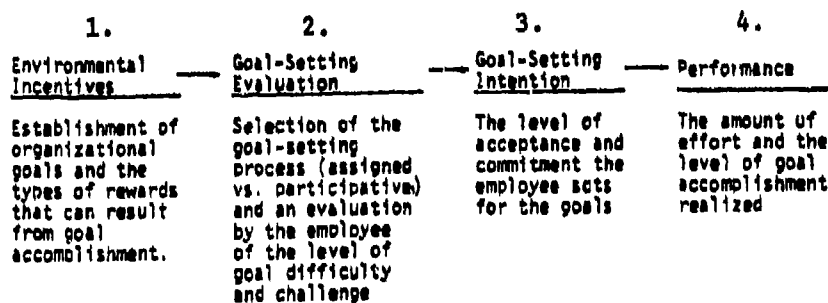 1.
Environmental
Incentives
Establishment of
organizational
goals and the
types of rewards
that can result
from goal
accomplishment.
2.
Goal-Setting
Evaluation
Selection of the
goal-setting
process (assigned
vs. participative)
and an evaluation
by the employee
of the level of
goal difficulty
and challenge
3.
Goal-Setting
Intention
The level of
acceptance and
commitment the
employee sets
for the goals
4.
Performance
The amount of
effort and the
level of goal
accomplishment
realized